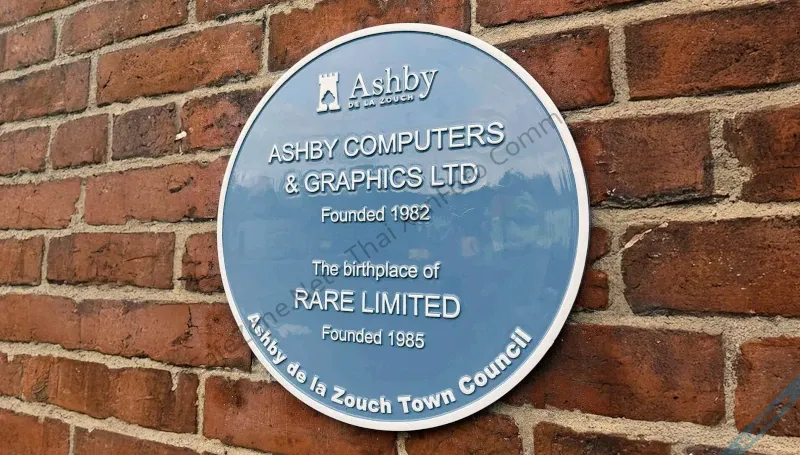 Ashby
DE LA ZOUCH
ASHBY COMPUTERS
& GRAPHICS LTD
Founded 1982
The birthplace of
RARE LIMITED
Founded 1985
Ashby de la Zouch Town Council